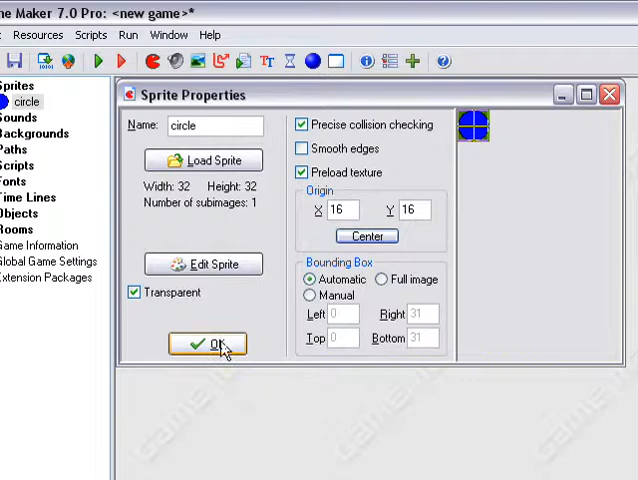 me Maker 7.0 Pro: <new game>*
Resources Scripts Run Window Help
Sprites
circle
Sounds
Backgrounds
Paths
Scripts
Fonts
Time Lines
Objects
Rooms
Game Information
Global Game Settings
Extension Packages
Sprite Properties
Name: circle
Load Sprite
Width: 32 Height: 32
Number of subimages: 1
Edit Sprite
Transparent
OK
Precise collision checking
Smooth edges
Preload texture
Origin
X 16 Y 16
Center
Bounding Box
Automatic Full image
Manual
Left 0 Right 31
Top 0 Bottom 31